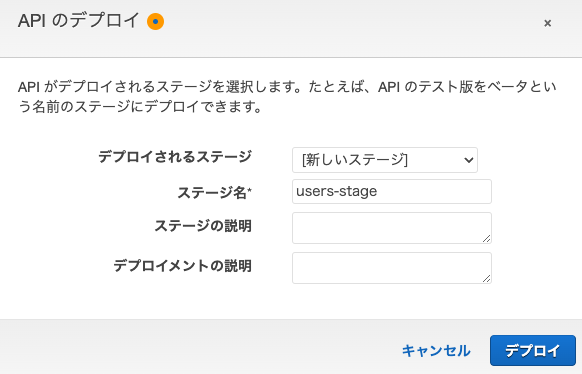 API のデプロイ
×
API がデプロイされるステージを選択します。たとえば、API のテスト版をベータとい
う名前のステージにデプロイできます。
デプロイされるステージ [新しいステージ]
ステージ名* users-stage
ステージの説明
デプロイメントの説明
キャンセル デプロイ